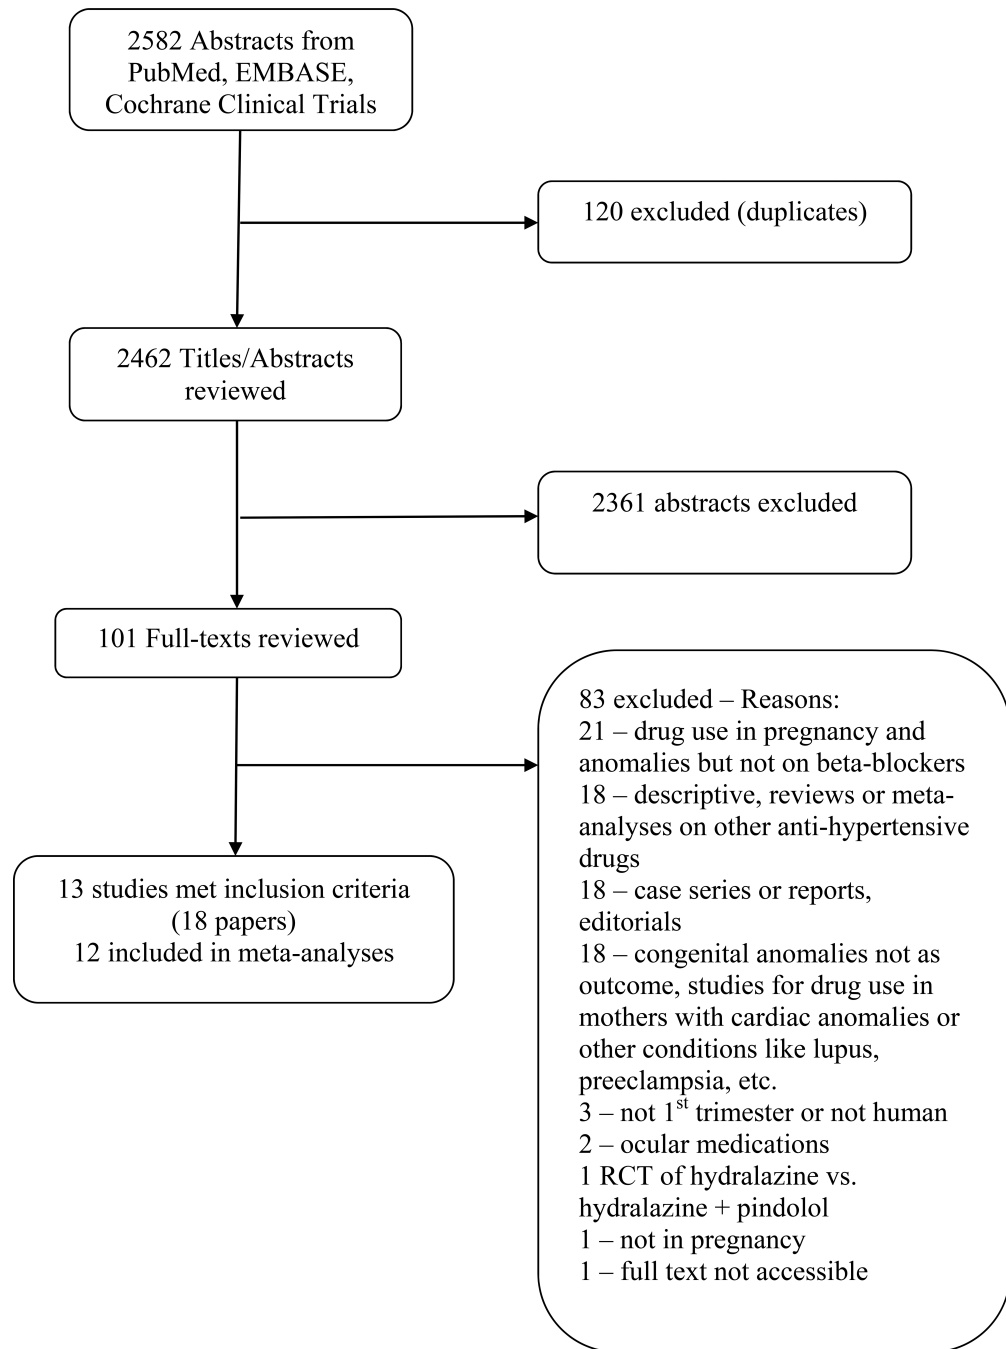 2582 Abstracts from
PubMed, EMBASE,
Cochrane Clinical Trials
120 excluded (duplicates)
2462 Titles/Abstracts
reviewed
2361 abstracts excluded
101 Full-texts reviewed
83 excluded – Reasons:
21 – drug use in pregnancy and
anomalies but not on beta-blockers
18 – descriptive, reviews or meta-
analyses on other anti-hypertensive
drugs
18 – case series or reports,
editorials
18 – congenital anomalies not as
outcome, studies for drug use in
mothers with cardiac anomalies or
other conditions like lupus,
preeclampsia, etc.
3 – not 1st trimester or not human
2 – ocular medications
1 RCT of hydralazine vs.
hydralazine + pindolol
1 – not in pregnancy
1 – full text not accessible
13 studies met inclusion criteria
(18 papers)
12 included in meta-analyses